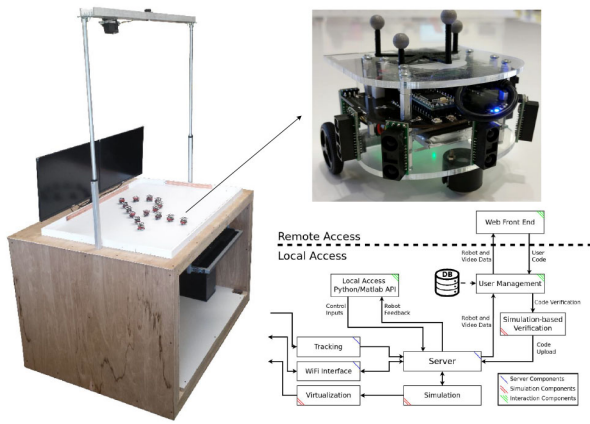 Remote Access
Local Access
Web Front End
Robot and
Video Data
User
Code
DB
User Management
Local Access
Python/Matlab API
Code Verification
Control
Inputs
Robot
Feedback
Robot and
Video Data
Simulation-based
Verification
Code
Upload
Tracking
Server
WiFi Interface
Virtualization
Simulation
Server Components
Simulation Components
Interaction Components